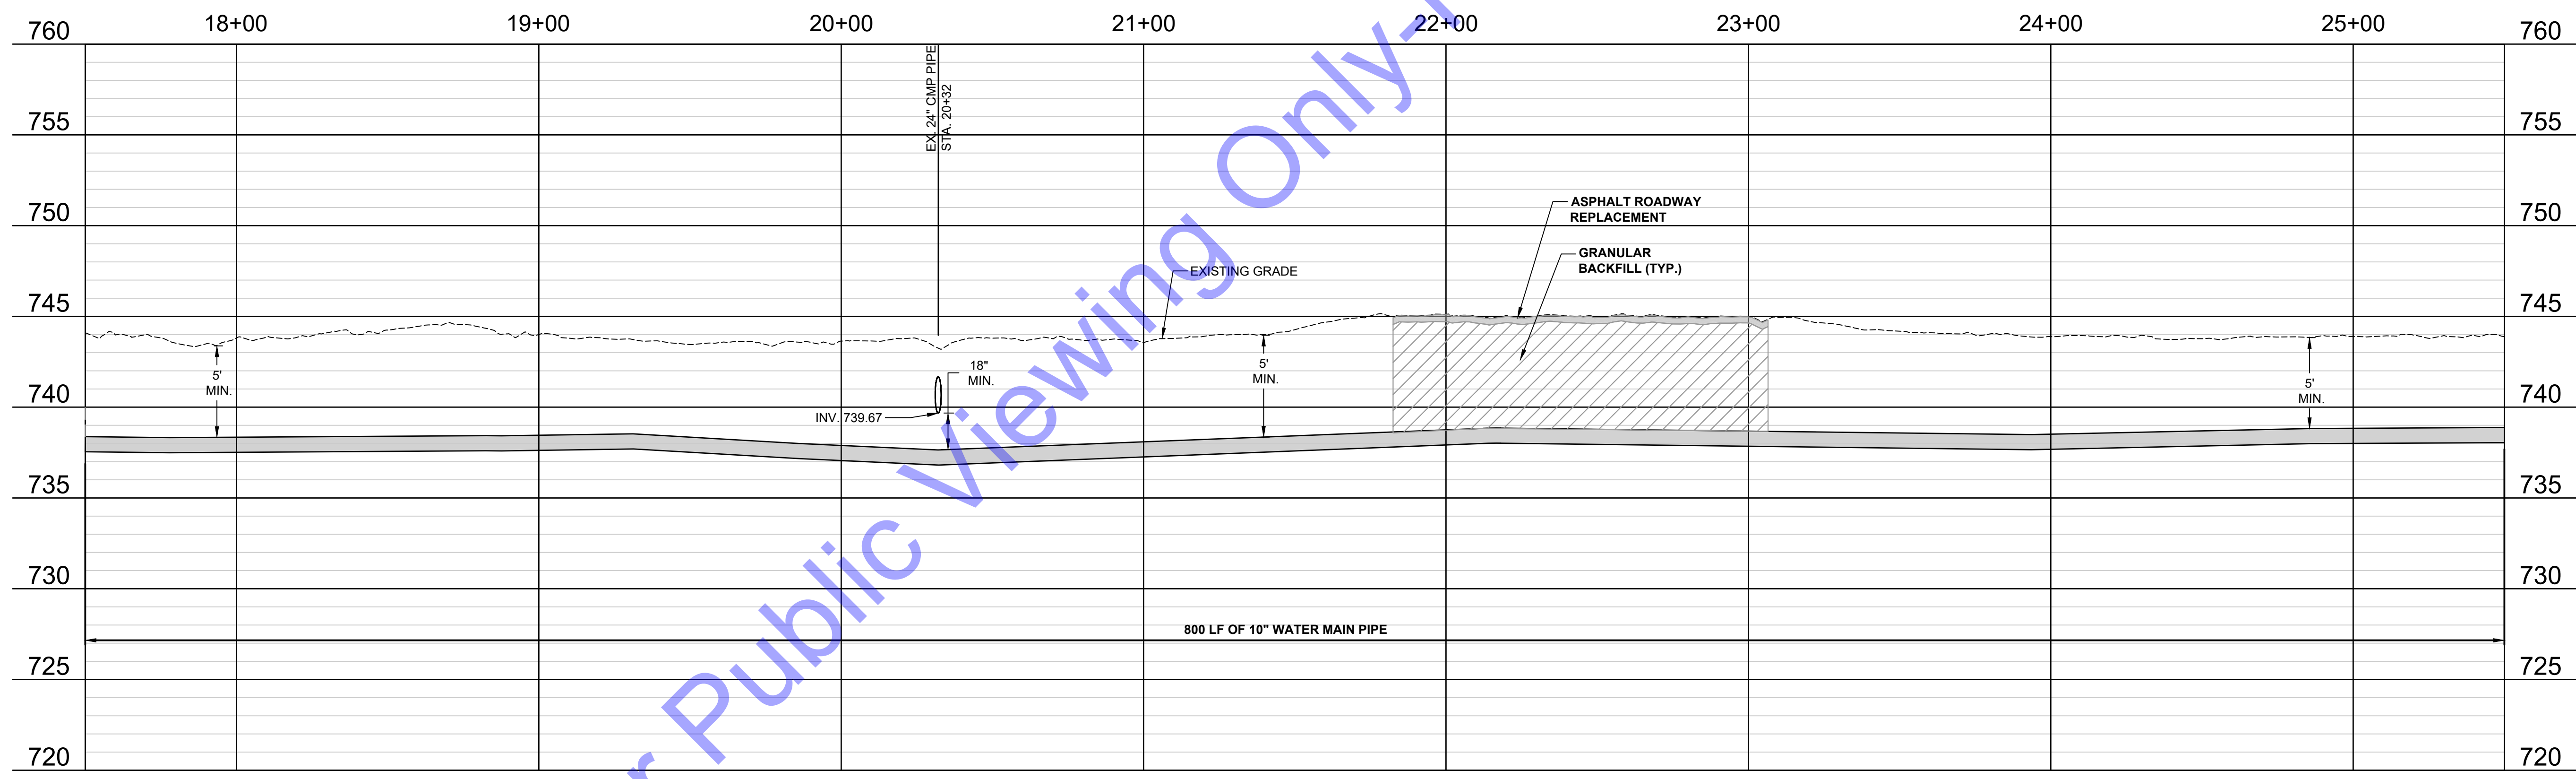 18+00 19+00 20+00 21+00 22+00 23+00 24+00 25+00
760 760
EX. 24" CMP PIPE
STA. 20+32
755 755
750 750
ASPHALT ROADWAY
REPLACEMENT
GRANULAR
BACKFILL (TYP.)
EXISTING GRADE
745 745
5'
MIN.
18"
MIN.
5'
MIN.
5'
MIN.
740 740
INV. 739.67
735 735
730 730
800 LF OF 10" WATER MAIN PIPE
725 725
720 720
Public Viewing Only-